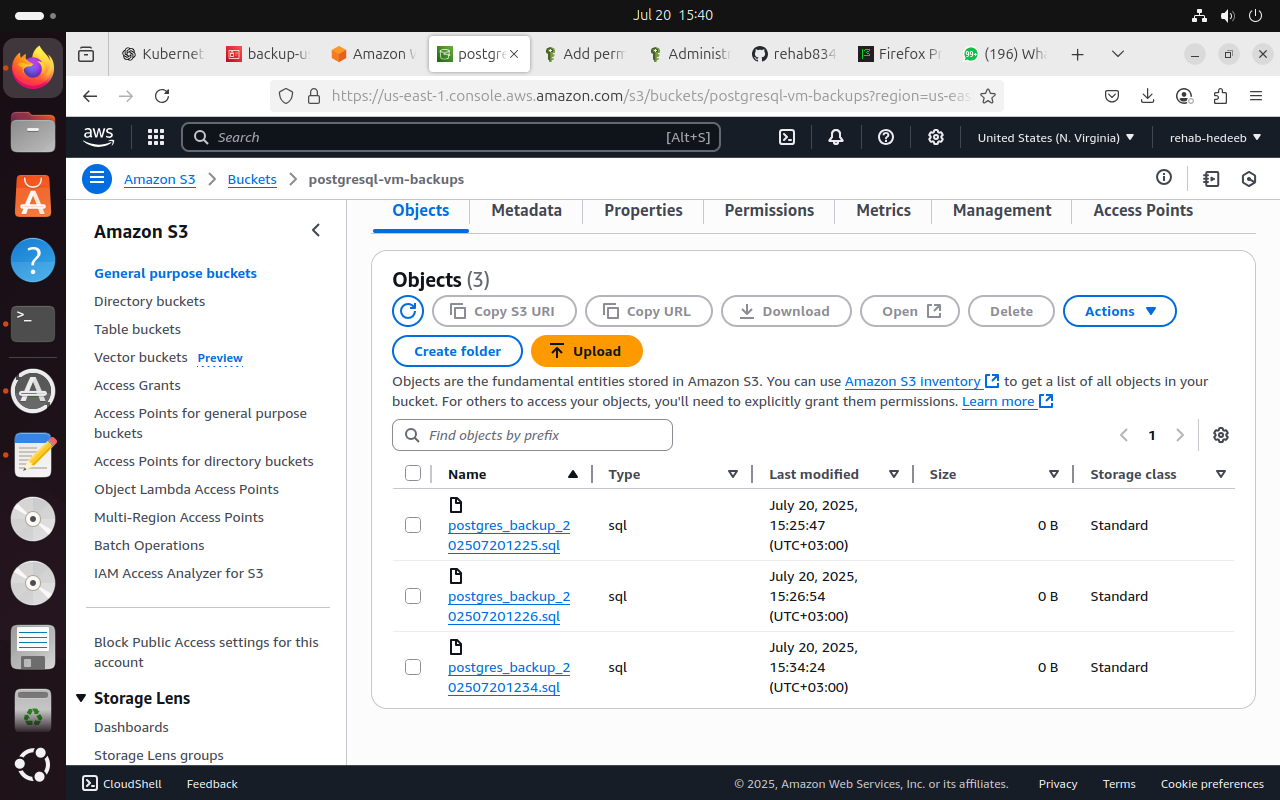 Jul 20 15:40
Kubernet
backup-u
Amazon W
postgre
Add perm
Administr
rehab834
Firefox Pr
(196) Wha
https://us-east-1.console.aws.amazon.com/s3/buckets/postgresql-vm-backups?region=us-eas
aws
Search
[Alt+S]
United States (N. Virginia)
rehab-hedeeb
Amazon S3
Buckets
postgresql-vm-backups
Amazon S3
General purpose buckets
Directory buckets
Table buckets
Vector buckets Preview
Access Grants
Access Points for general purpose
buckets
Access Points for directory buckets
Object Lambda Access Points
Multi-Region Access Points
Batch Operations
IAM Access Analyzer for S3
Block Public Access settings for this
account
Storage Lens
Dashboards
Storage Lens groups
Objects
Metadata
Properties
Permissions
Metrics
Management
Access Points
Objects (3)
Copy S3 URI
Copy URL
Download
Open
Delete
Actions
Create folder
Upload
Objects are the fundamental entities stored in Amazon S3. You can use Amazon S3 inventory to get a list of all objects in your
bucket. For others to access your objects, you'll need to explicitly grant them permissions. Learn more
Find objects by prefix
1
Name
Type
Last modified
Size
Storage class
postgres_backup_2
02507201225.sql
sql
July 20, 2025,
15:25:47
(UTC+03:00)
0 B
Standard
postgres_backup_2
02507201226.sql
sql
July 20, 2025,
15:26:54
(UTC+03:00)
0 B
Standard
postgres_backup_2
02507201234.sql
sql
July 20, 2025,
15:34:24
(UTC+03:00)
0 B
Standard
CloudShell
Feedback
© 2025, Amazon Web Services, Inc. or its affiliates.
Privacy
Terms
Cookie preferences